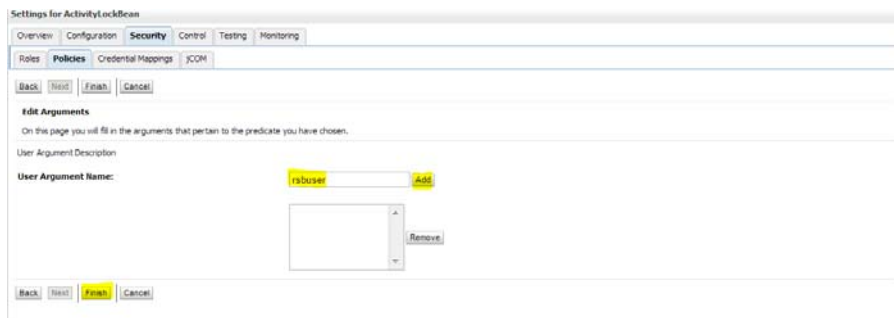 Settings for ActivityLockBean
Overview Configuration Security Control Testing Monitoring
Roles Policies Credential Mappings jCOM
Back Next Finish Cancel
Edit Arguments
On this page you will fill in the arguments that pertain to the predicate you have chosen.
User Argument Description
User Argument Name: rsbuser Add
Remove
Back Next Finish Cancel